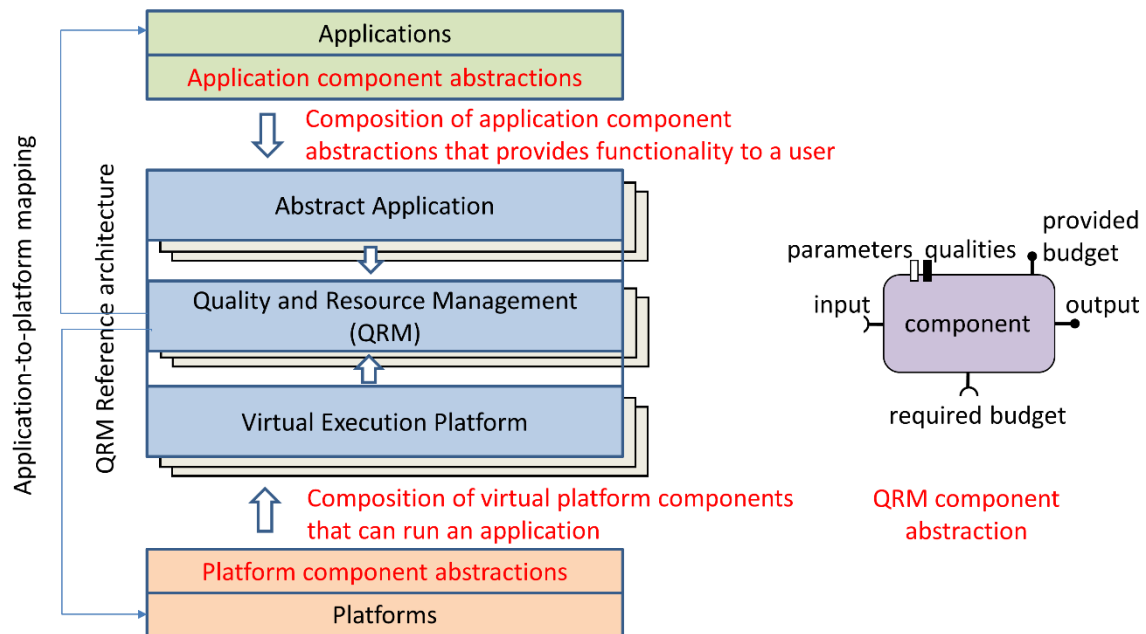 Applications
Application component abstractions
Composition of application component
abstractions that provides functionality to a user
Abstract Application
Quality and Resource Management
(QRM)
Virtual Execution Platform
Composition of virtual platform components
that can run an application
Platform component abstractions
Platforms
Application-to-platform mapping
QRM Reference architecture
provided
budget
parameters
qualities
input
component
output
required budget
QRM component
abstraction